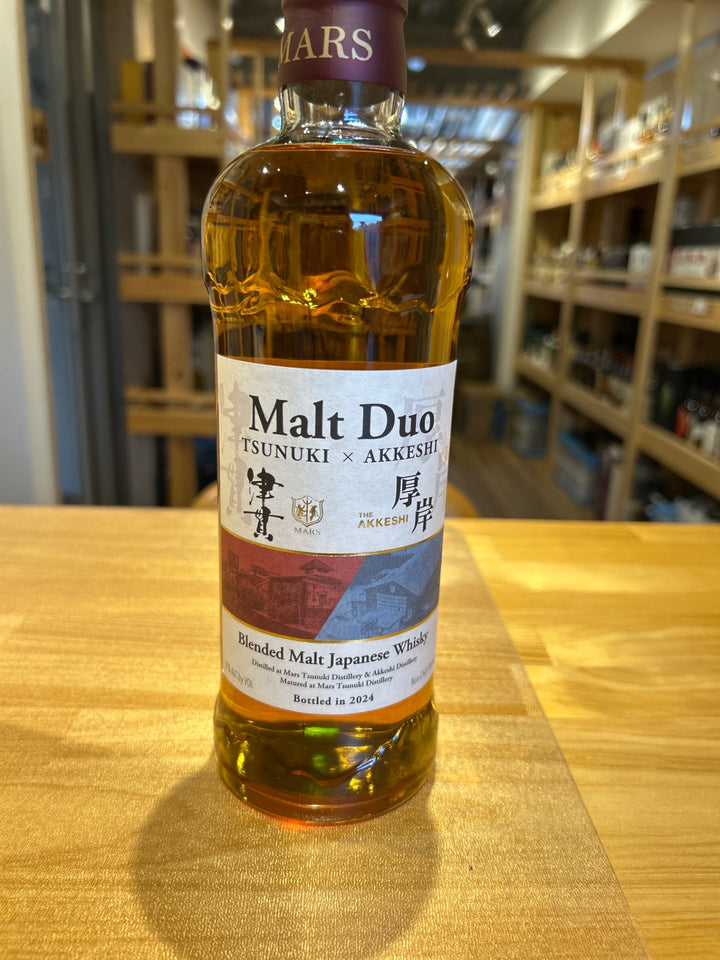 MARS
Malt Duo
TSUNUKI × AKKESHI
津貫
MARS
厚岸
THE
AKKESHI
Blended Malt Japanese Whisky
Distilled at Mars Tsunuki Distillery & Akkeshi Distillery
Matured at Mars Tsunuki Distillery
Bottled in 2024